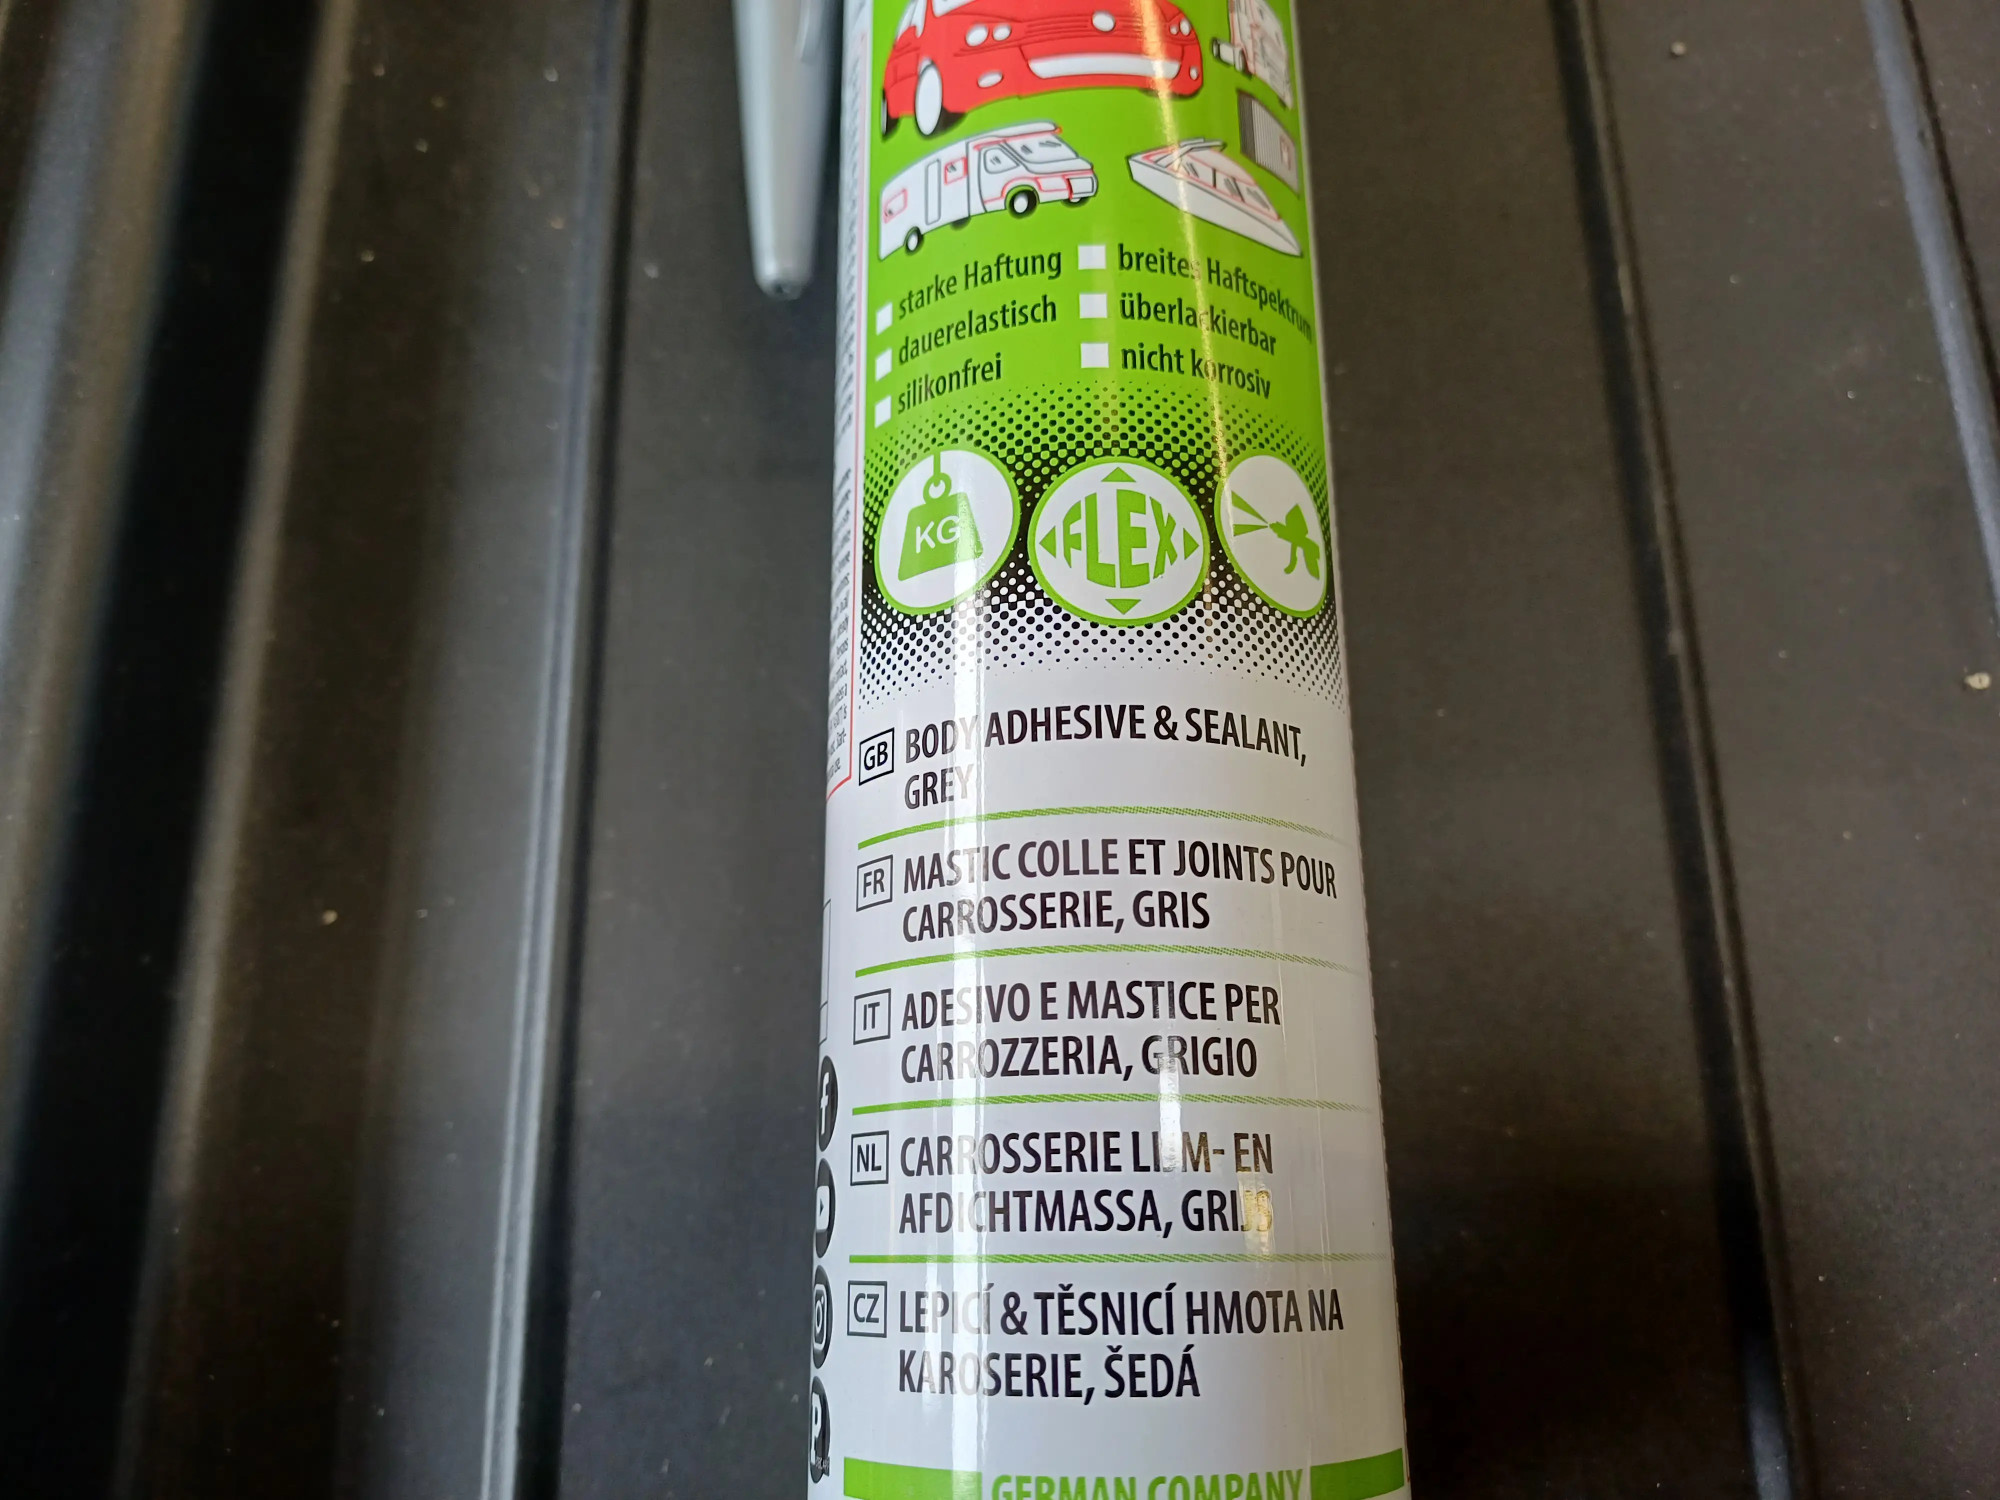 starke Haftung
dauerelastisch
silikonfrei
breites Haftspektrum
überlackierbar
nicht korrosiv
KG
FLEX
GB BODY ADHESIVE & SEALANT,
GREY
FR MASTIC COLLE ET JOINTS POUR
CARROSSERIE, GRIS
IT ADESIVO E MASTICE PER
CARROZZERIA, GRIGIO
NL CARROSSERIE LIJM- EN
AFDICHTMASSA, GRIJS
CZ LEPICÍ & TĚSNICÍ HMOTA NA
KAROSERIE, ŠEDÁ
GERMAN COMPANY